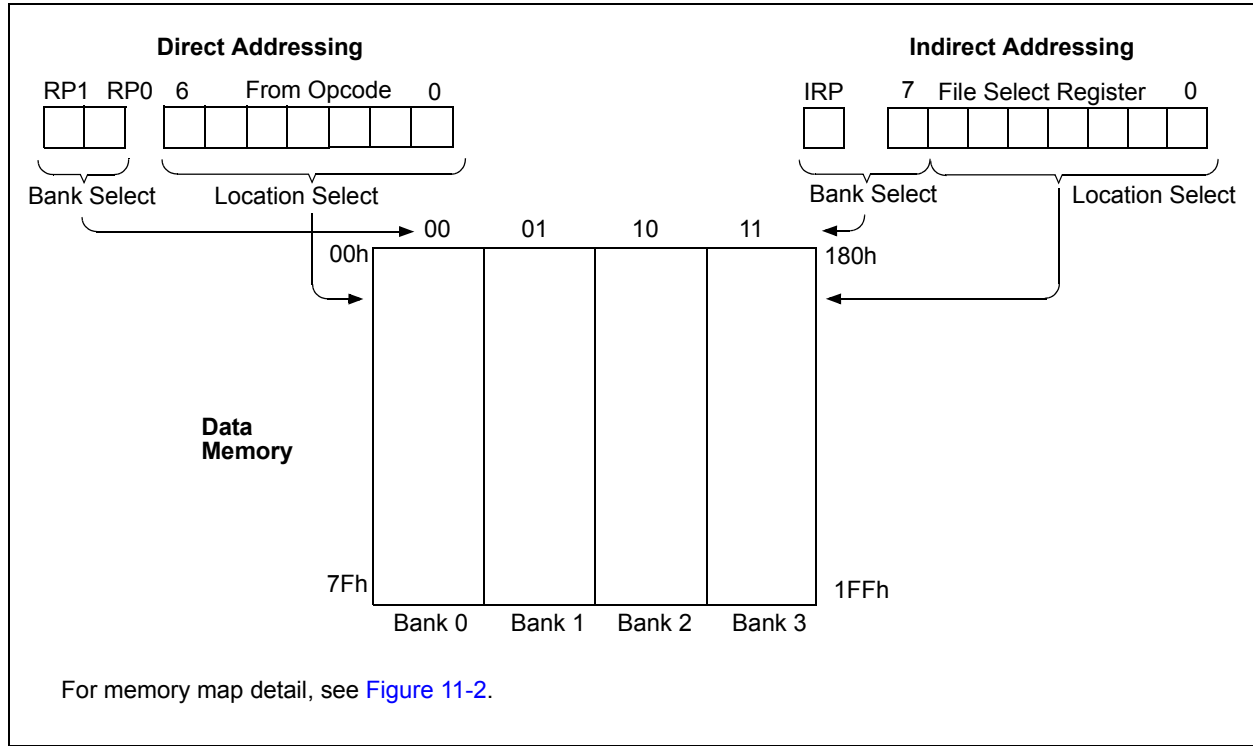 Direct Addressing
Indirect Addressing
RP1 RP0 6 From Opcode 0
IRP 7 File Select Register 0
Bank Select Location Select
Bank Select Location Select
00 01 10 11
00h
180h
Data
Memory
7Fh
1FFh
Bank 0 Bank 1 Bank 2 Bank 3
For memory map detail, see Figure 11-2.